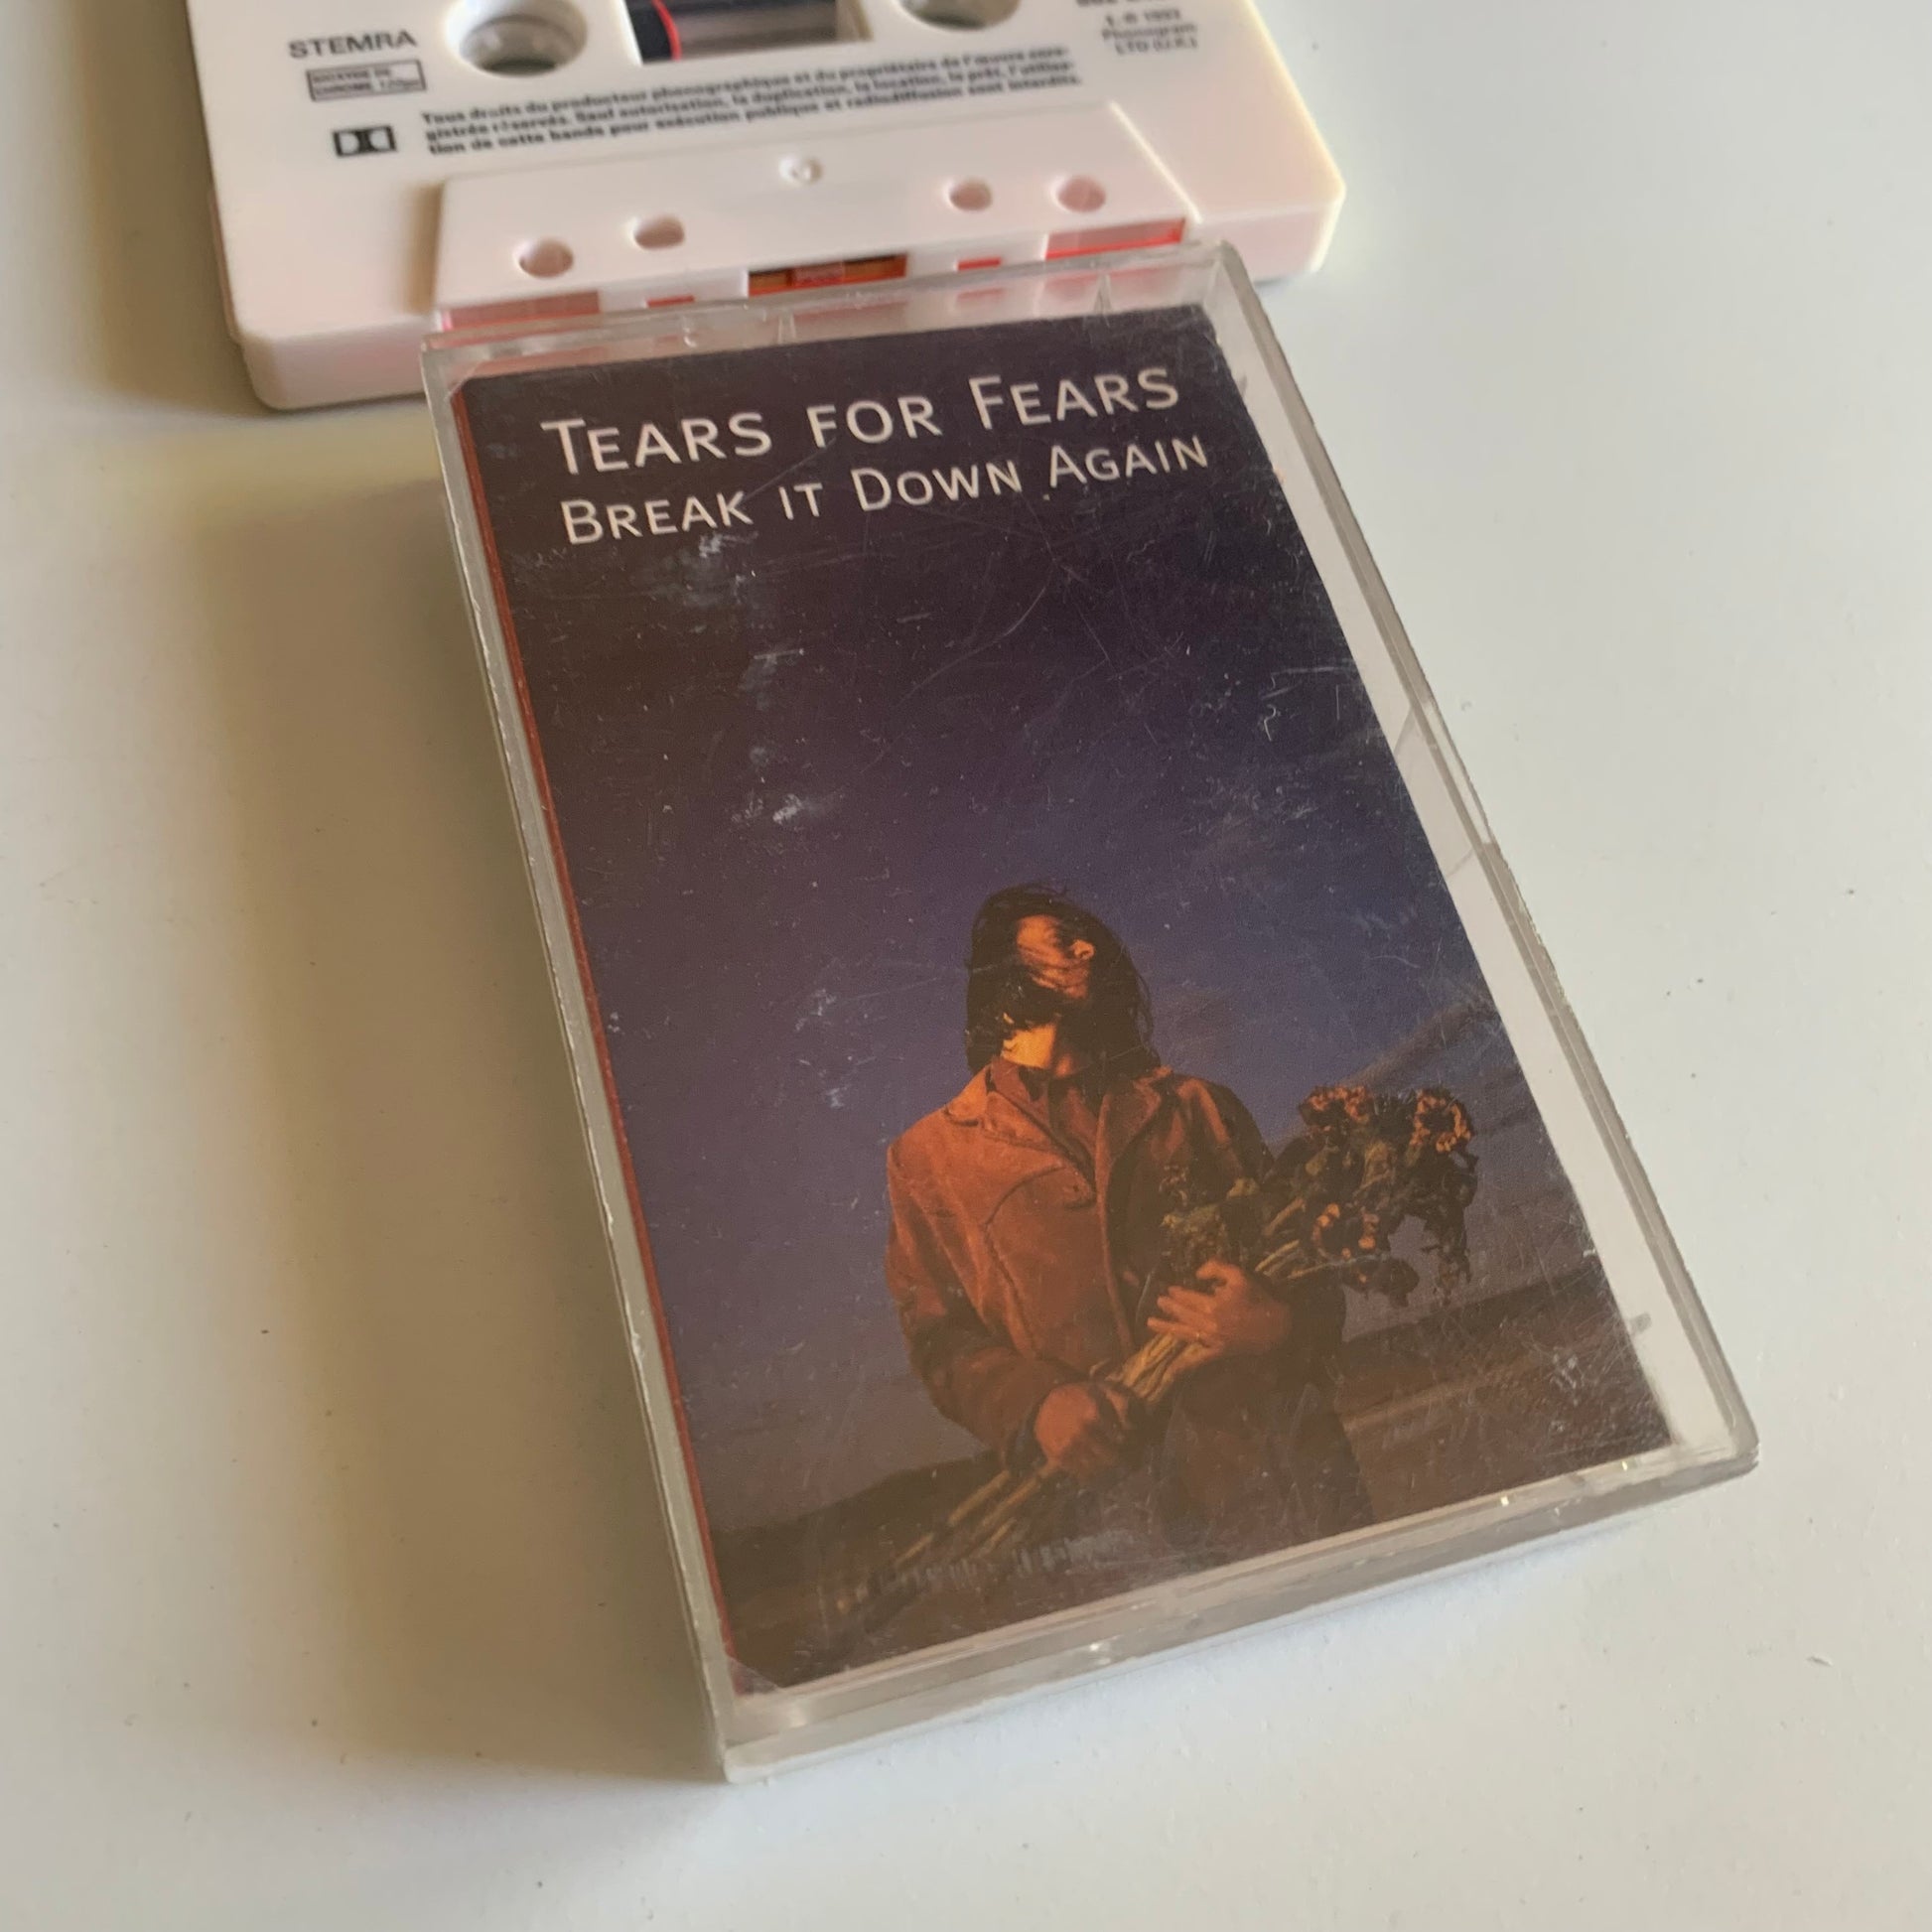 STEMRA
Tous droits du producteur phonographique et du propriétaire de l'œuvre enre-
gistrée réservés. Sauf autorisation, la duplication, la location, le prêt, l'utilisa-
tion de cette bande pour exécution publique et radiodiffusion sont interdits.
1993
Phonogram
LTD (U.K.)
TEARS FOR FEARS
BREAK IT DOWN AGAIN